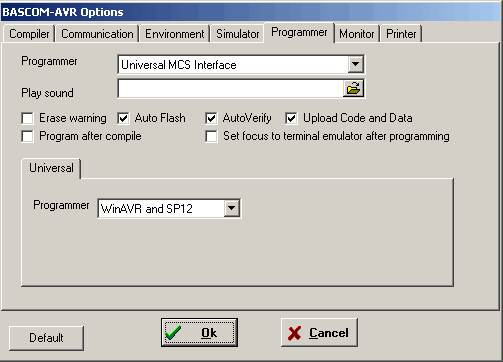 BASCOM-AVR Options
Compiler Communication Environment Simulator Programmer Monitor Printer
Programmer Universal MCS Interface
Play sound
Erase warning Auto Flash AutoVerify Upload Code and Data
Program after compile Set focus to terminal emulator after programming
Universal
Programmer WinAVR and SP12
Default Ok Cancel